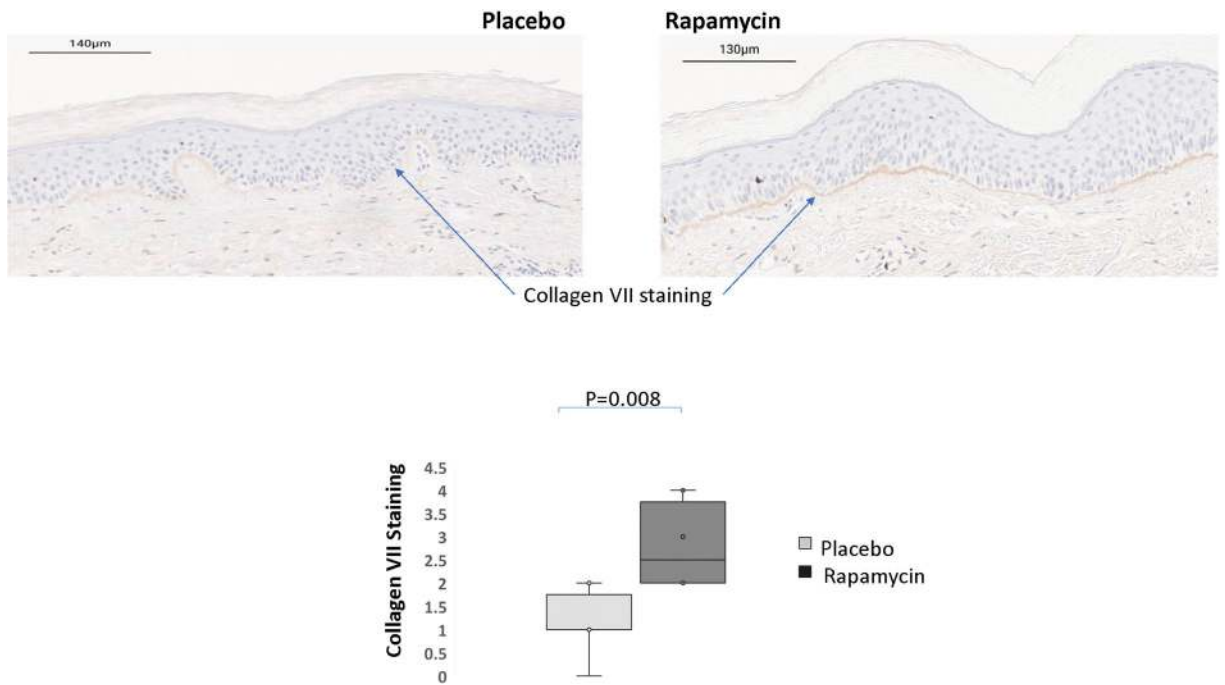 Placebo
Rapamycin
140µm
130µm
Collagen VII staining
P=0.008
Collagen VII Staining
4.5
4
3.5
3
2.5
2
1.5
1
0.5
0
Placebo
Rapamycin